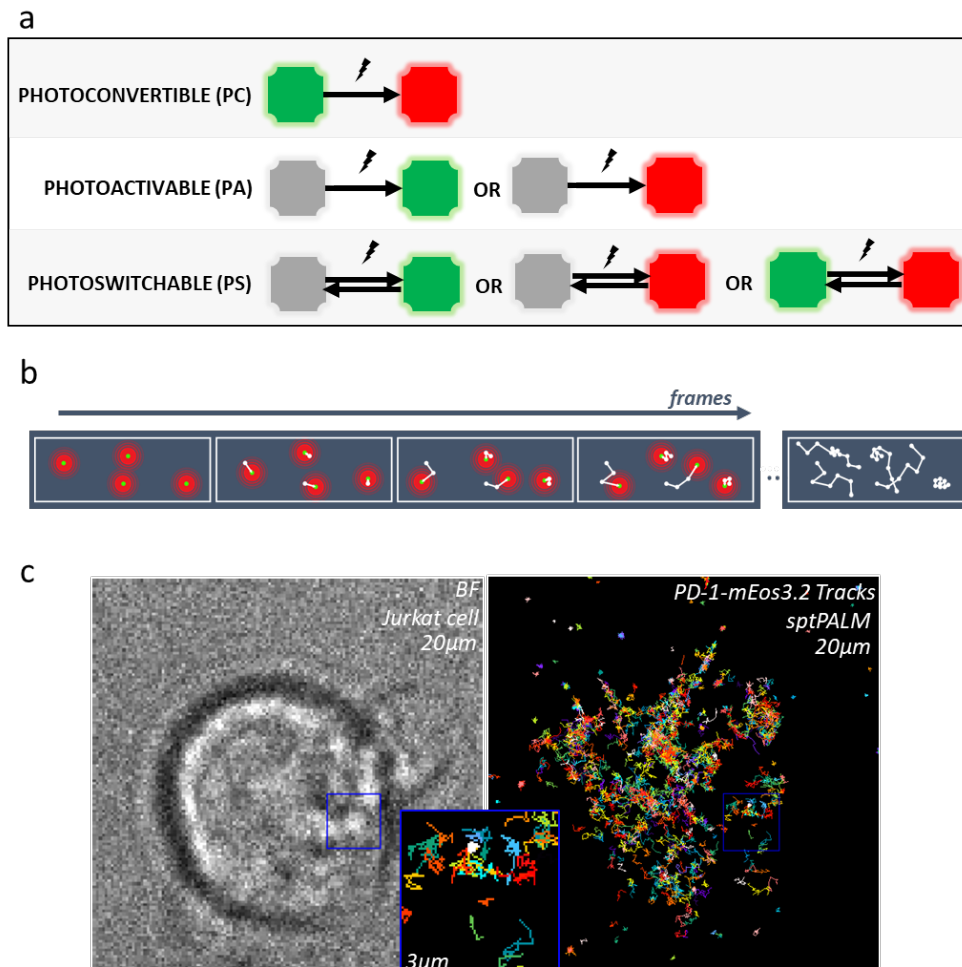 a
PHOTOCONVERTIBLE (PC)
PHOTOACTIVABLE (PA)
OR
PHOTOSWITCHABLE (PS)
OR
OR
b
frames
c
BF
Jurkat cell
20μm
PD-1-mEos3.2 Tracks
sptPALM
20μm
3μm